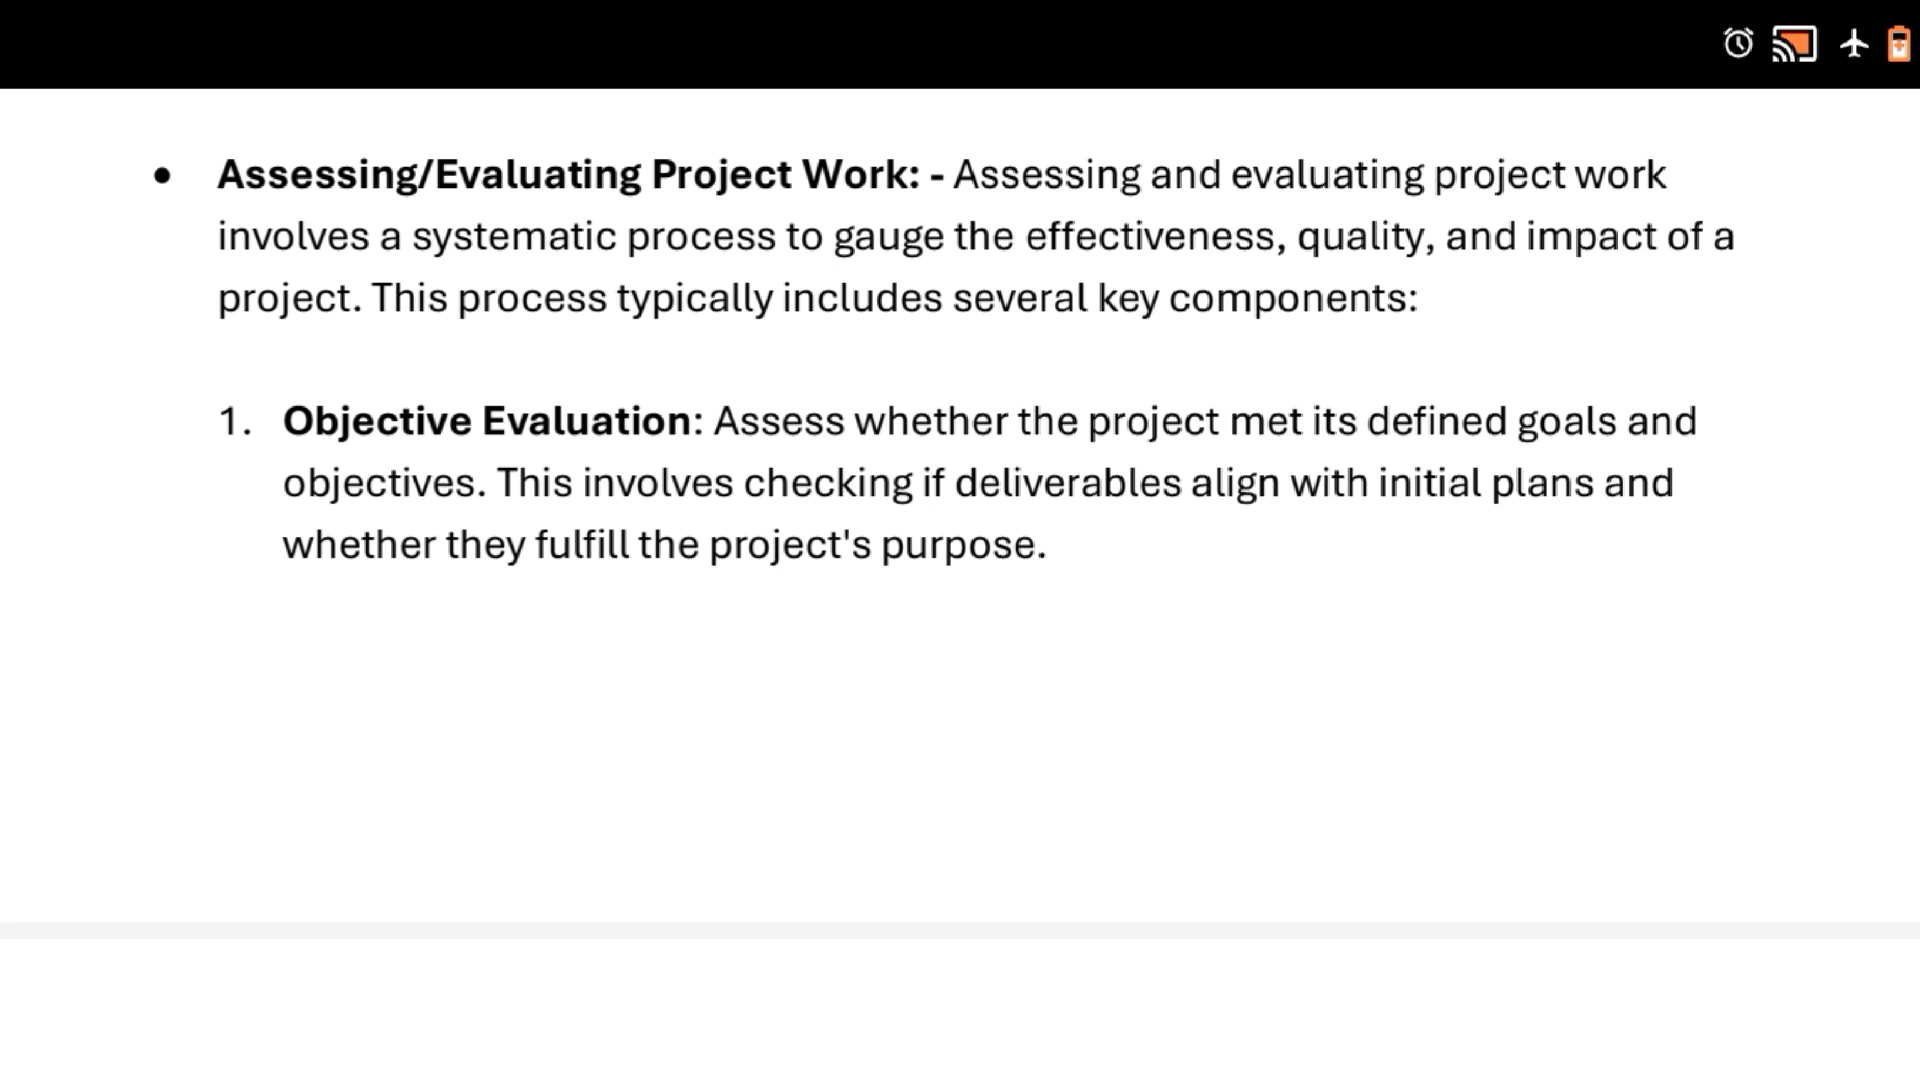 • Assessing/Evaluating Project Work: - Assessing and evaluating project work
involves a systematic process to gauge the effectiveness, quality, and impact of a
project. This process typically includes several key components:
1. Objective Evaluation: Assess whether the project met its defined goals and
objectives. This involves checking if deliverables align with initial plans and
whether they fulfill the project's purpose.